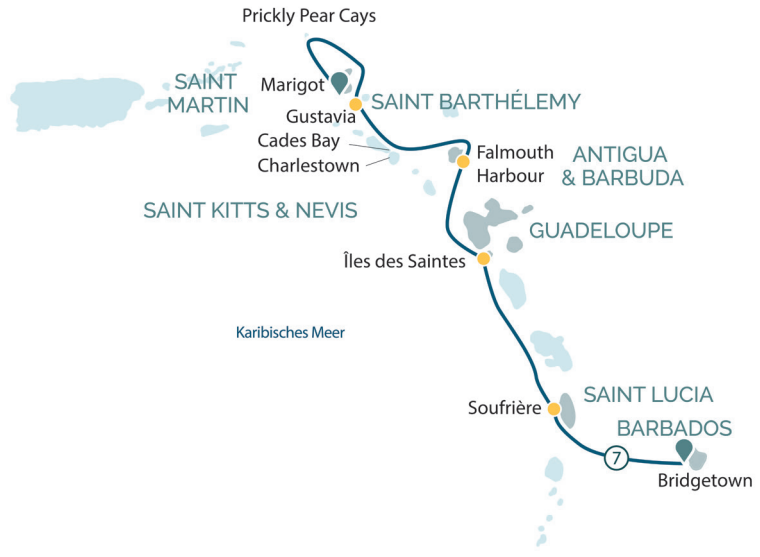 Prickly Pear Cays
SAINT
MARTIN
Marigot
SAINT BARTHÉLEMY
Gustavia
Cades Bay
Charlestown
Falmouth
Harbour
ANTIGUA
& BARBUDA
SAINT KITTS & NEVIS
GUADELOUPE
Îles des Saintes
Karibisches Meer
SAINT LUCIA
Soufrière
BARBADOS
7
Bridgetown